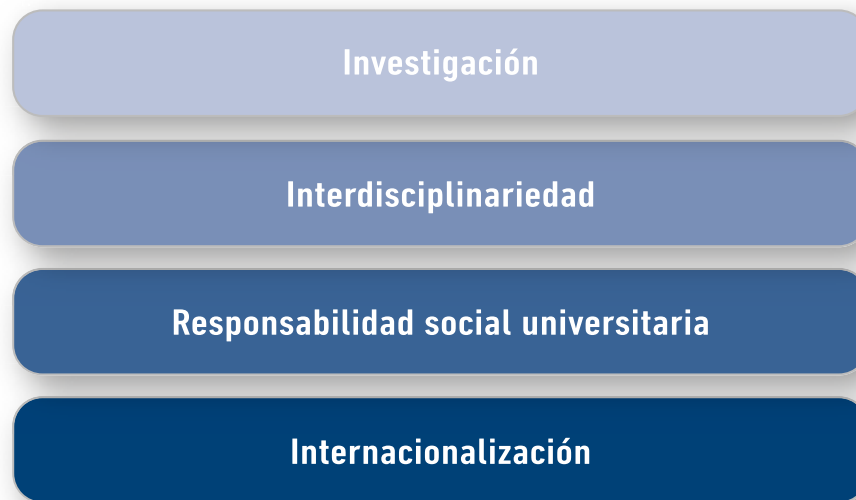 Investigación
Interdisciplinariedad
Responsabilidad social universitaria
Internacionalización